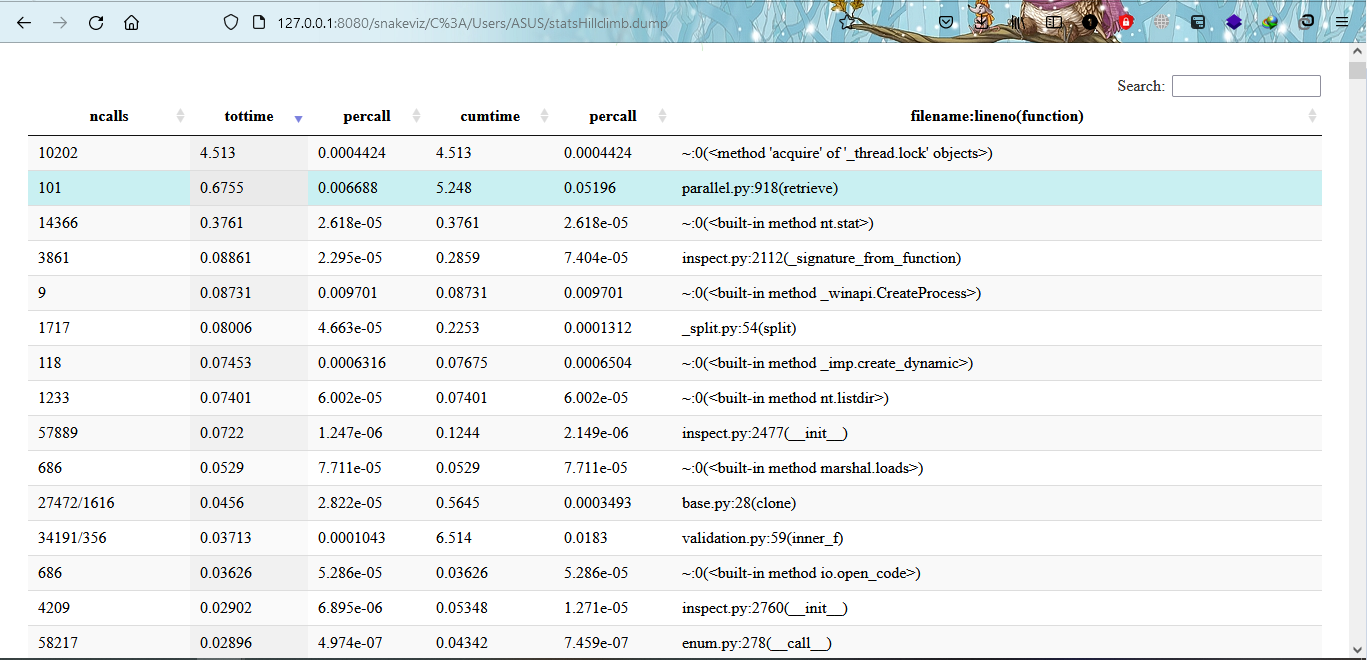 127.0.0.1:8080/snakeviz/C%3A/Users/ASUS/statsHillclimb.dump
Search:
ncalls tottime percall cumtime percall filename:lineno(function)
10202 4.513 0.0004424 4.513 0.0004424 ~:0(<method 'acquire' of '_thread.lock' objects>)
101 0.6755 0.006688 5.248 0.05196 parallel.py:918(retrieve)
14366 0.3761 2.618e-05 0.3761 2.618e-05 ~:0(<built-in method nt.stat>)
3861 0.08861 2.295e-05 0.2859 7.404e-05 inspect.py:2112(_signature_from_function)
9 0.08731 0.009701 0.08731 0.009701 ~:0(<built-in method _winapi.CreateProcess>)
1717 0.08006 4.663e-05 0.2253 0.0001312 _split.py:54(split)
118 0.07453 0.0006316 0.07675 0.0006504 ~:0(<built-in method _imp.create_dynamic>)
1233 0.07401 6.002e-05 0.07401 6.002e-05 ~:0(<built-in method nt.listdir>)
57889 0.0722 1.247e-06 0.1244 2.149e-06 inspect.py:2477(__init__)
686 0.0529 7.711e-05 0.0529 7.711e-05 ~:0(<built-in method marshal.loads>)
27472/1616 0.0456 2.822e-05 0.5645 0.0003493 base.py:28(clone)
34191/356 0.03713 0.0001043 6.514 0.0183 validation.py:59(inner_f)
686 0.03626 5.286e-05 0.03626 5.286e-05 ~:0(<built-in method io.open_code>)
4209 0.02902 6.895e-06 0.05348 1.271e-05 inspect.py:2760(__init__)
58217 0.02896 4.974e-07 0.04342 7.459e-07 enum.py:278(__call__)